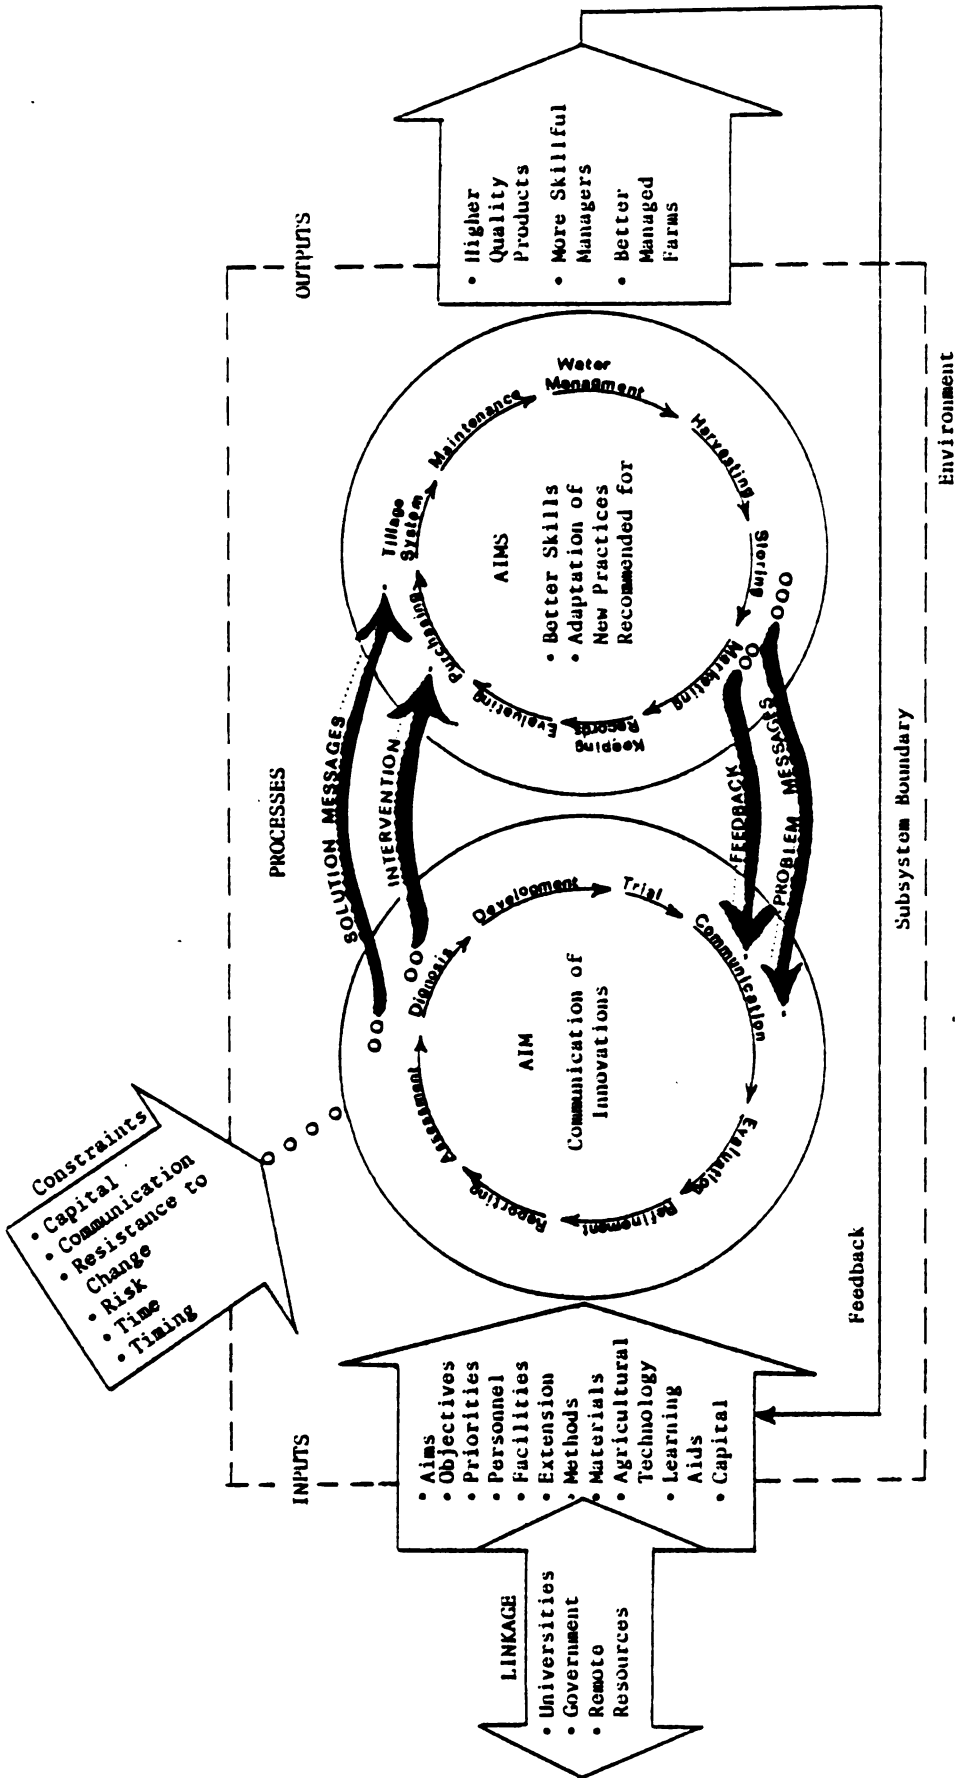 LINKAGE
• Universities
• Government
• Remote
Resources
INPUTS
• Aims
• Objectives
• Priorities
• Personnel
• Facilities
• Extension
• Methods
• Materials
• Agricultural
Technology
• Learning
Aids
• Capital
Constraints
• Capital
• Communication
• Resistance to
Change
• Risk
• Time
• Timing
PROCESSES
AIM
Communication of
Innovations
Assessment
Diagnosis
Development
Trial
Communication
Evaluation
Refinement
Reporting
SOLUTION MESSAGES
INTERVENTION
FEEDBACK
PROBLEM MESSAGES
AIMS
• Better Skills
• Adaptation of
New Practices
Recommended for
Purchasing
Tillage
System
Maintenance
Water
Managment
Harvesting
Storing
Marketing
Keeping
Records
Evaluating
OUTPUTS
• Higher
Quality
Products
• More Skillful
Managers
• Better
Managed
Farms
Feedback
Subsystem Boundary
Environment